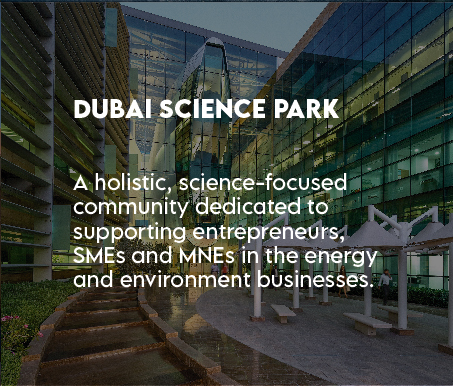 DUBAI SCIENCE PARK
A holistic, science-focused
community dedicated to
supporting entrepreneurs,
SMEs and MNEs in the energy
and environment businesses.